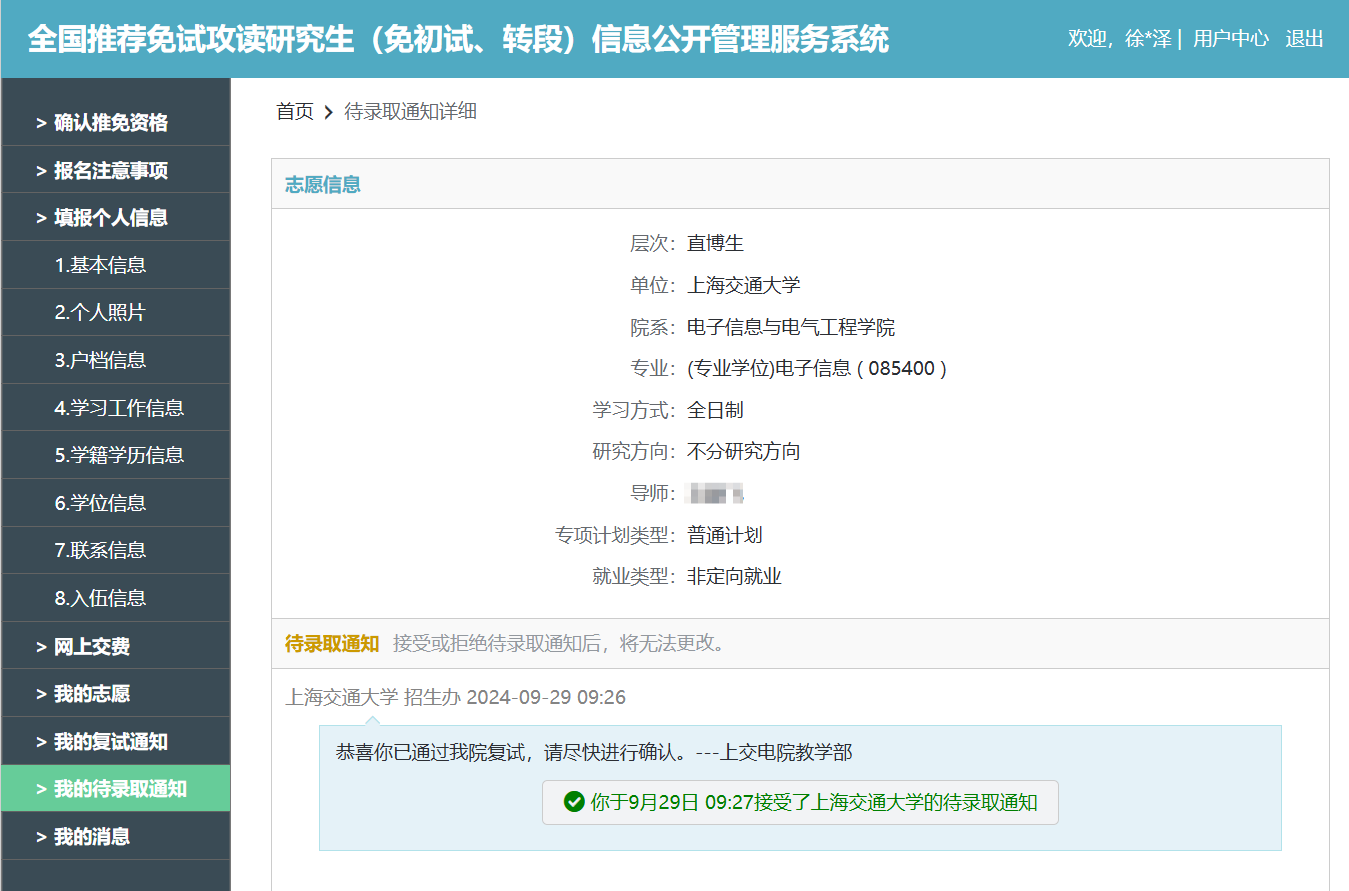 全国推荐免试攻读研究生（免初试、转段）信息公开管理服务系统
欢迎，徐*泽 | 用户中心 退出
> 确认推免资格
> 报名注意事项
> 填报个人信息
1.基本信息
2.个人照片
3.户档信息
4.学习工作信息
5.学籍学历信息
6.学位信息
7.联系信息
8.入伍信息
> 网上交费
> 我的志愿
> 我的复试通知
> 我的待录取通知
> 我的消息
首页 > 待录取通知详细
志愿信息
层次：直博生
单位：上海交通大学
院系：电子信息与电气工程学院
专业：(专业学位)电子信息 ( 085400 )
学习方式：全日制
研究方向：不分研究方向
导师：
专项计划类型：普通计划
就业类型：非定向就业
待录取通知 接受或拒绝待录取通知后，将无法更改。
上海交通大学 招生办 2024-09-29 09:26
恭喜你已通过我院复试，请尽快进行确认。---上交电院教学部
你于9月29日 09:27接受了上海交通大学的待录取通知